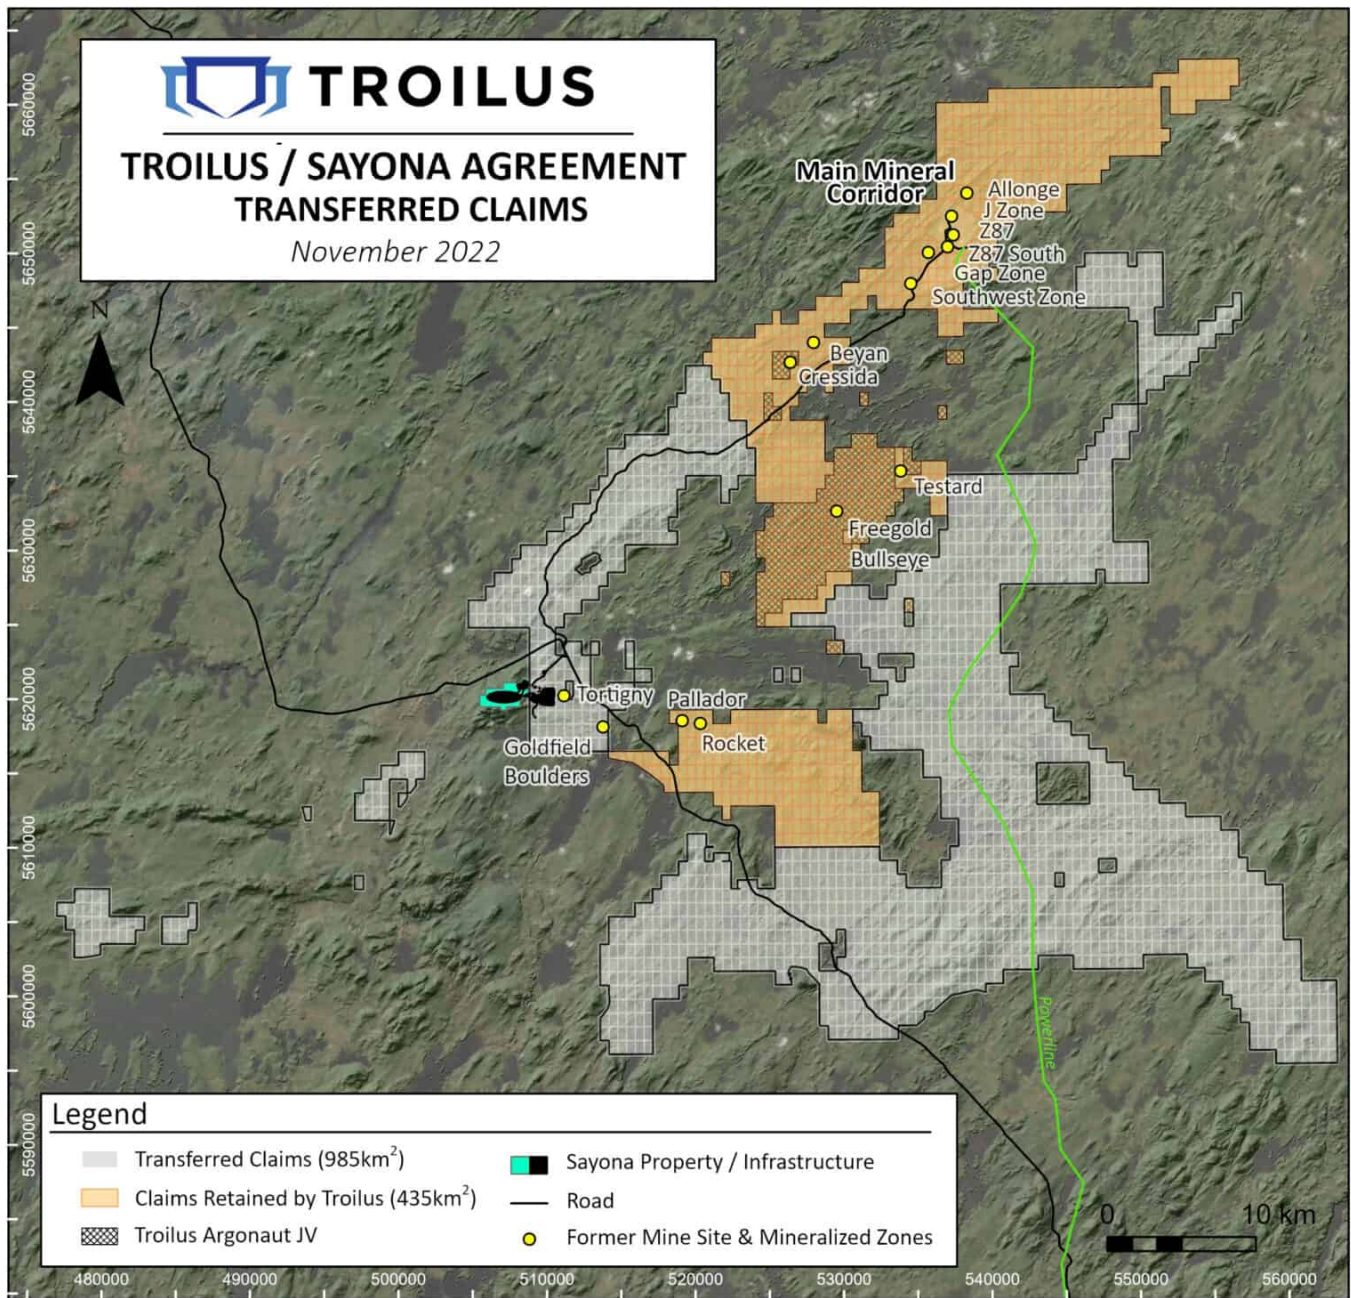 TROILUS
TROILUS / SAYONA AGREEMENT
TRANSFERRED CLAIMS
November 2022
N
Main Mineral
Corridor
Allonge
J Zone
Z87
Z87 South
Gap Zone
Southwest Zone
Beyan
Cressida
Testard
Freegold
Bullseye
Tortigny
Pallador
Rocket
Goldfield
Boulders
Powerline
5660000
5650000
5640000
5630000
5620000
5610000
5600000
5590000
Legend
Transferred Claims (985km²)
Claims Retained by Troilus (435km²)
Troilus Argonaut JV
Sayona Property / Infrastructure
Road
Former Mine Site & Mineralized Zones
0 10 km
480000 490000 500000 510000 520000 530000 540000 550000 560000